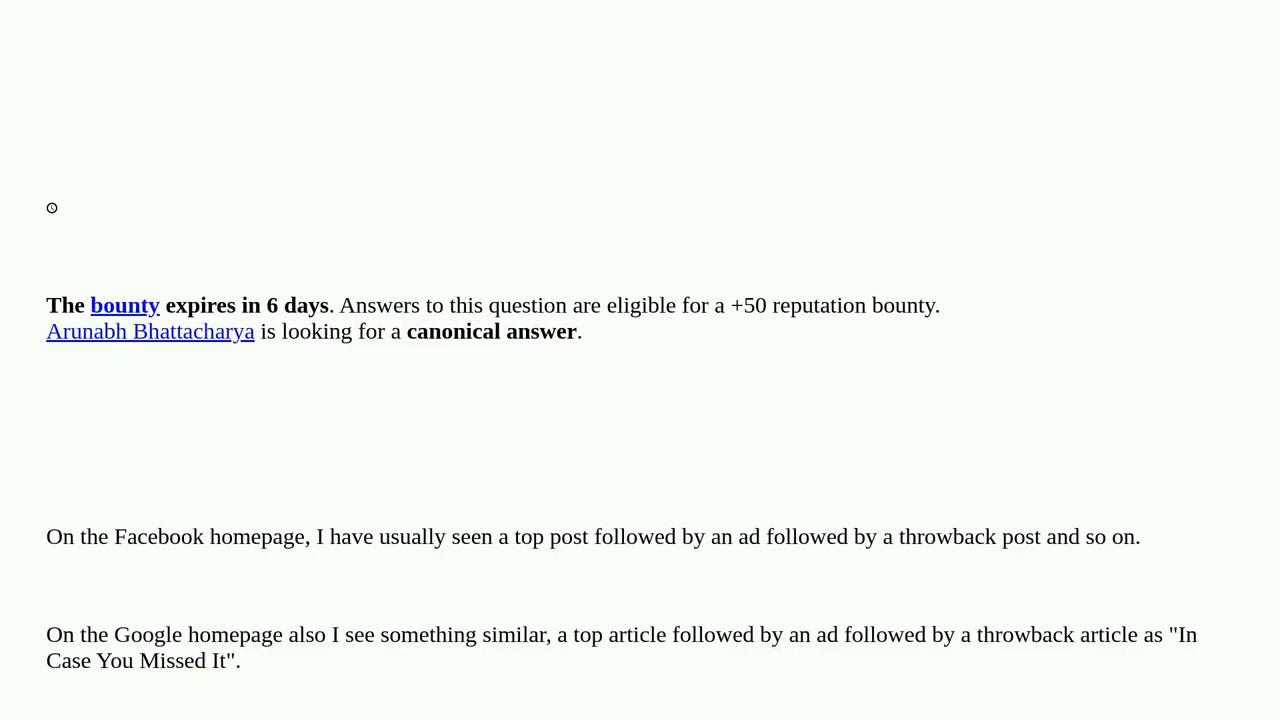 The bounty expires in 6 days. Answers to this question are eligible for a +50 reputation bounty.
Arunabh Bhattacharya is looking for a canonical answer.
On the Facebook homepage, I have usually seen a top post followed by an ad followed by a throwback post and so on.
On the Google homepage also I see something similar, a top article followed by an ad followed by a throwback article as "In
Case You Missed It".